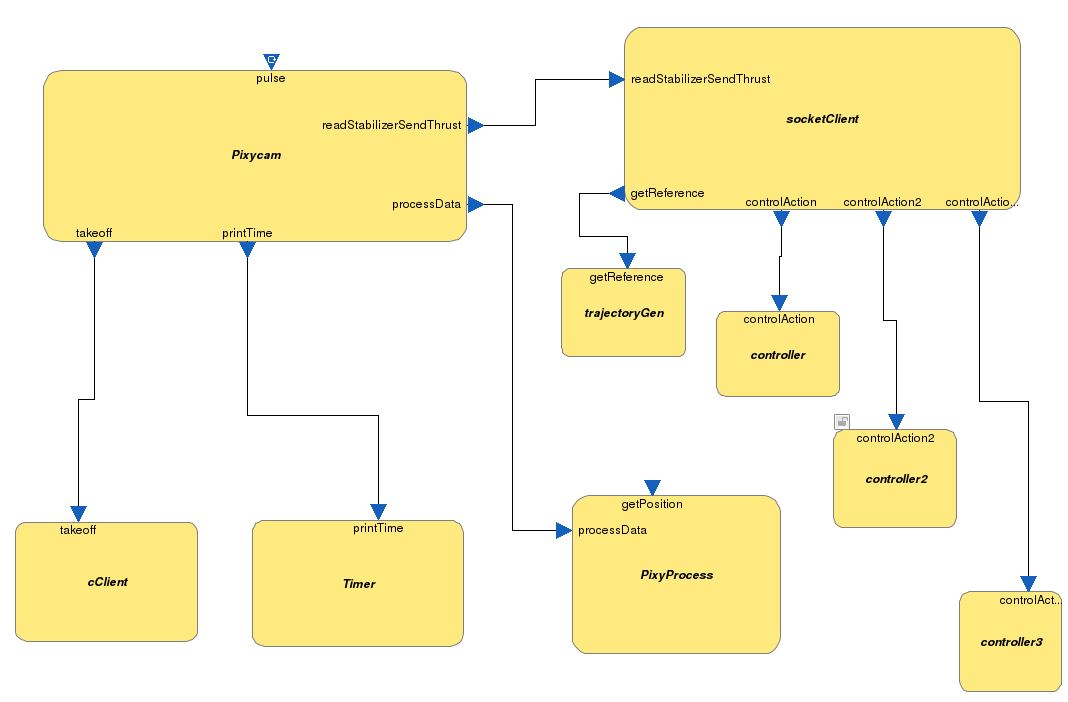 pulse
readStabilizerSendThrust
Pixycam
processData
takeoff
printTime
readStabilizerSendThrust
socketClient
getReference
controlAction
controlAction2
controlActio...
getReference
trajectoryGen
controlAction
controller
controlAction2
controller2
takeoff
cClient
printTime
Timer
getPosition
processData
PixyProcess
controlAct...
controller3